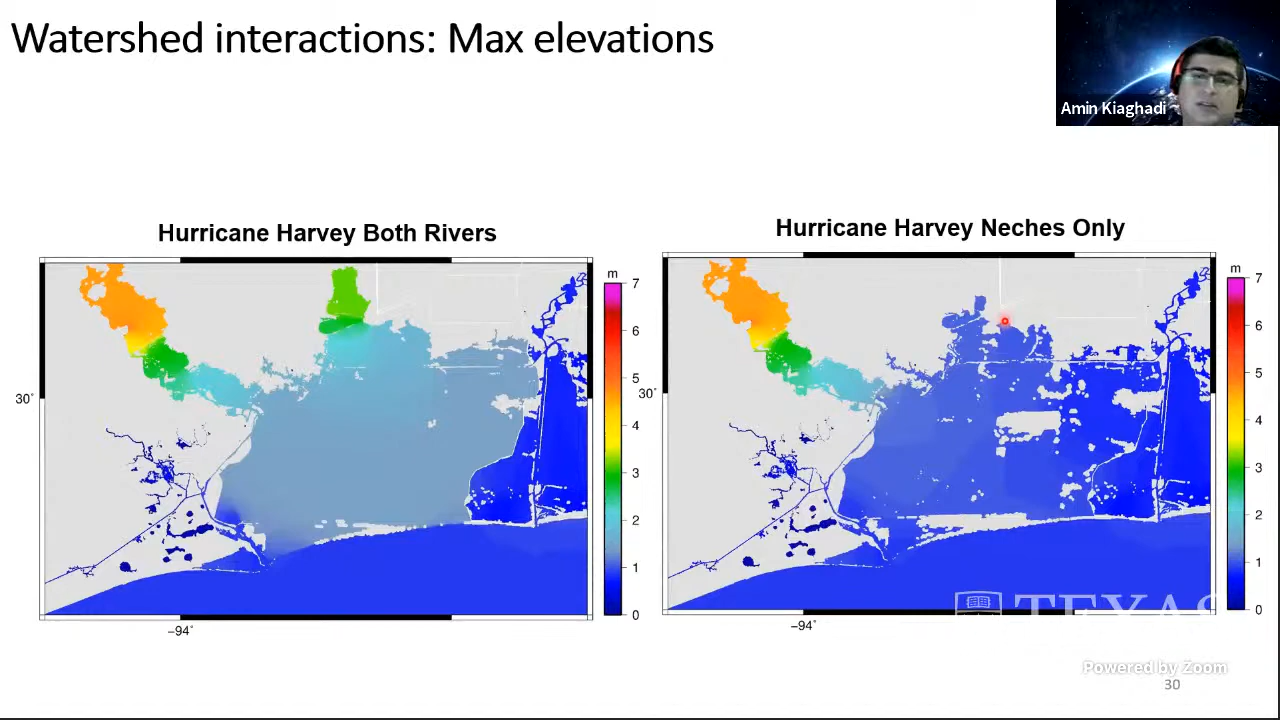 Watershed interactions: Max elevations
Amin Kiaghadi
Hurricane Harvey Both Rivers
m
7
6
5
4
3
2
1
0
30˚
−94˚
Hurricane Harvey Neches Only
m
7
6
5
4
3
2
1
0
30˚
−94˚
TEXAS
Powered by Zoom
30